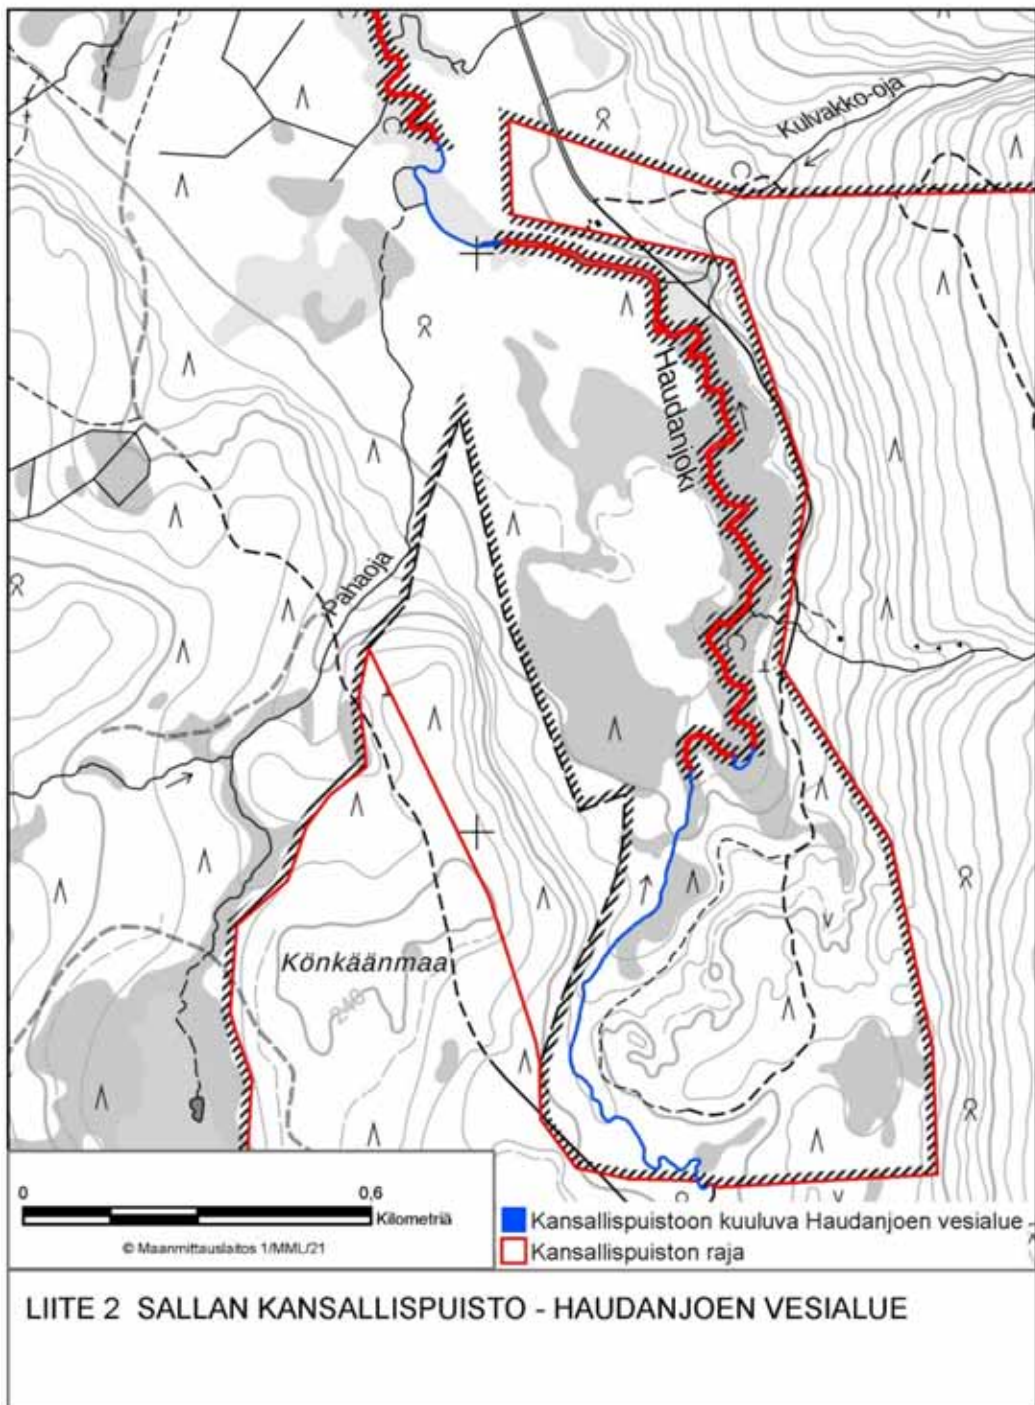 Kulvakko-oja
Haudanjoki
Pahaoja
Könkäänmaa
240
0 0,6
Kilometriä
© Maanmittauslaitos 1/MML/21
Kansallispuistoon kuuluva Haudanjoen vesialue
Kansallispuiston raja
LIITE 2 SALLAN KANSALLISPUISTO - HAUDANJOEN VESIALUE